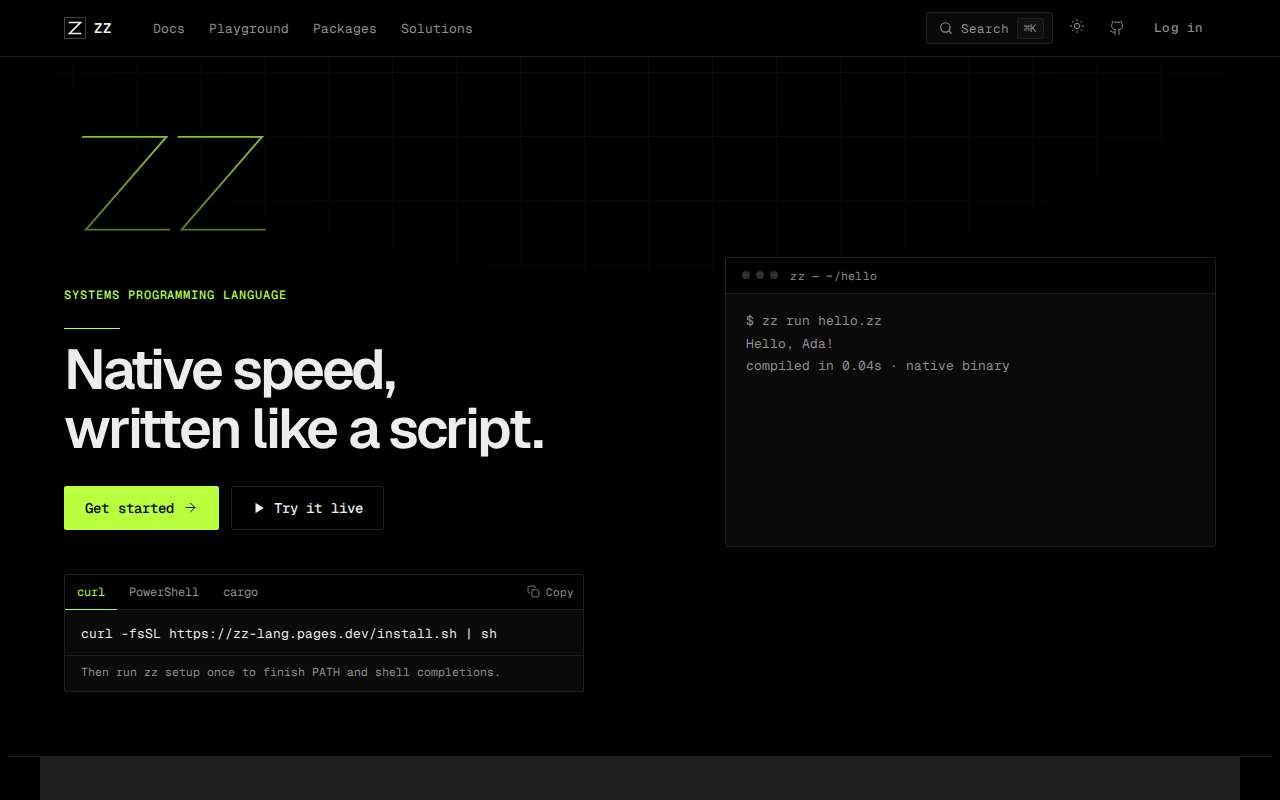 ZZ
Docs
Playground
Packages
Solutions
Search
⌘K
Log in
ZZ
SYSTEMS PROGRAMMING LANGUAGE
Native speed,
written like a script.
Get started →
Try it live
curl
PowerShell
cargo
Copy
curl -fsSL https://zz-lang.pages.dev/install.sh | sh
Then run zz setup once to finish PATH and shell completions.
zz — ~/hello
$ zz run hello.zz
Hello, Ada!
compiled in 0.04s · native binary